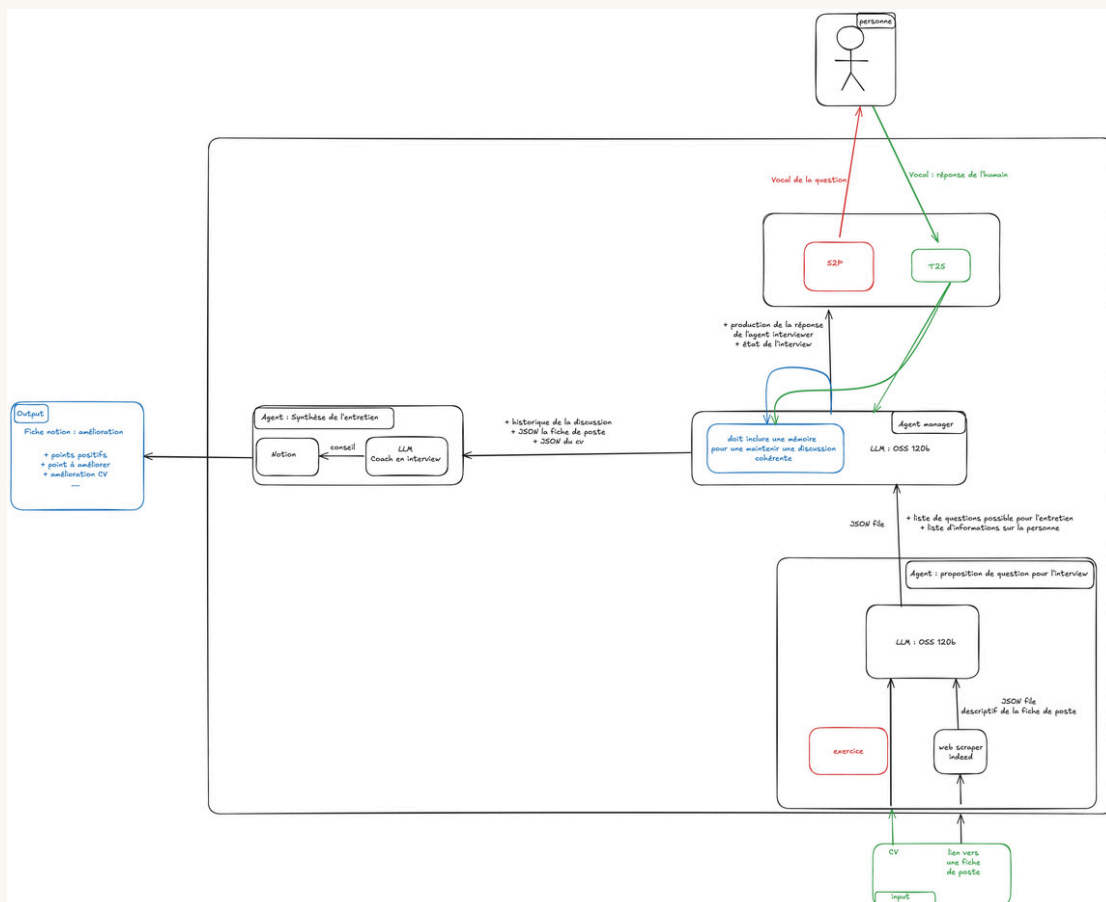 personne
Vocal de la question
Vocal : réponse de l'humain
S2P
T2S
+ production de la réponse
de l'agent interviewer
+ état de l'interview
Output
Fiche notion : amélioration
+ points positifs
+ point à améliorer
+ amélioration CV
....
Agent : Synthèse de l'entretien
Notion
conseil
LLM
Coach en interview
+ historique de la discussion
+ JSON la fiche de poste
+ JSON du cv
Agent manager
doit inclure une mémoire
pour une maintenir une discussion
cohérente
LLM : OSS 120b
JSON file
+ liste de questions possible pour l'entretien
+ liste d'informations sur la personne
Agent : proposition de question pour l'interview
LLM : OSS 120b
JSON file
descriptif de la fiche de poste
exercice
web scraper
indeed
CV
lien vers
une fiche
de poste
input